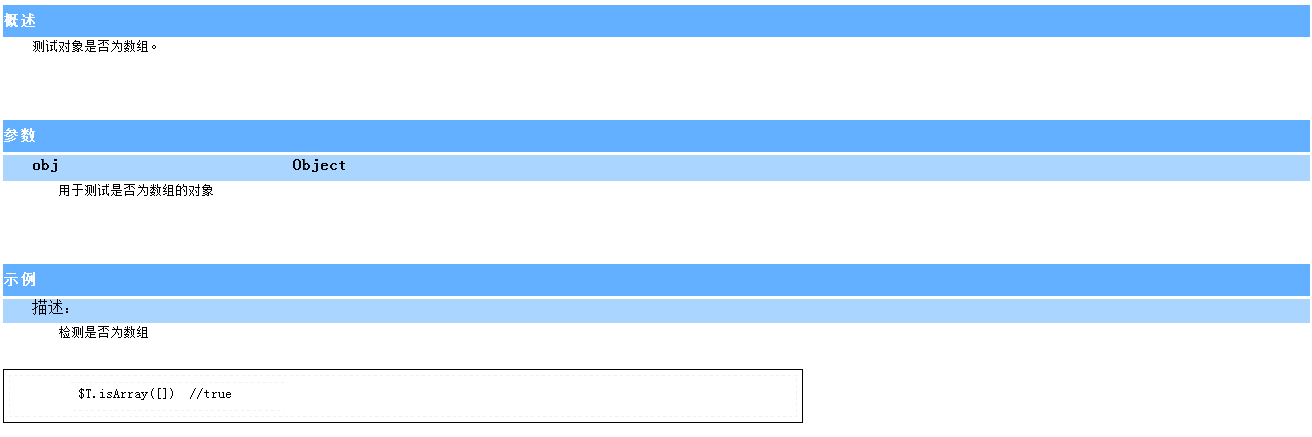 概述
测试对象是否为数组。
参数
obj Object
用于测试是否为数组的对象
示例
描述：
检测是否为数组
$T.isArray([]) //true